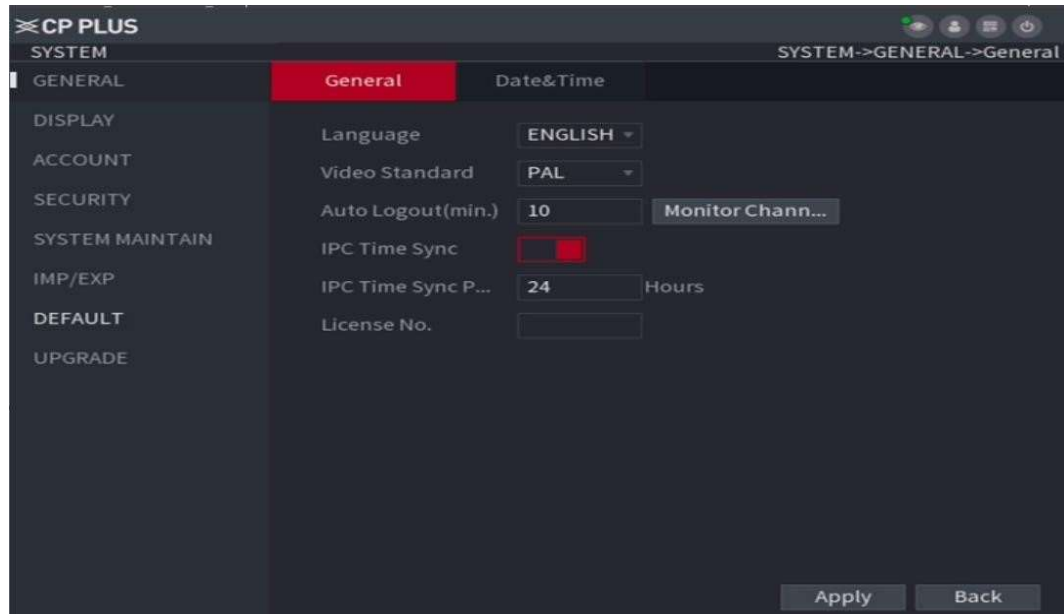 CP PLUS
SYSTEM
SYSTEM->GENERAL->General
GENERAL
General
Date&Time
DISPLAY
ACCOUNT
SECURITY
SYSTEM MAINTAIN
IMP/EXP
DEFAULT
UPGRADE
Language
ENGLISH
Video Standard
PAL
Auto Logout(min.)
10
Monitor Chann...
IPC Time Sync
IPC Time Sync P...
24
Hours
License No.
Apply
Back